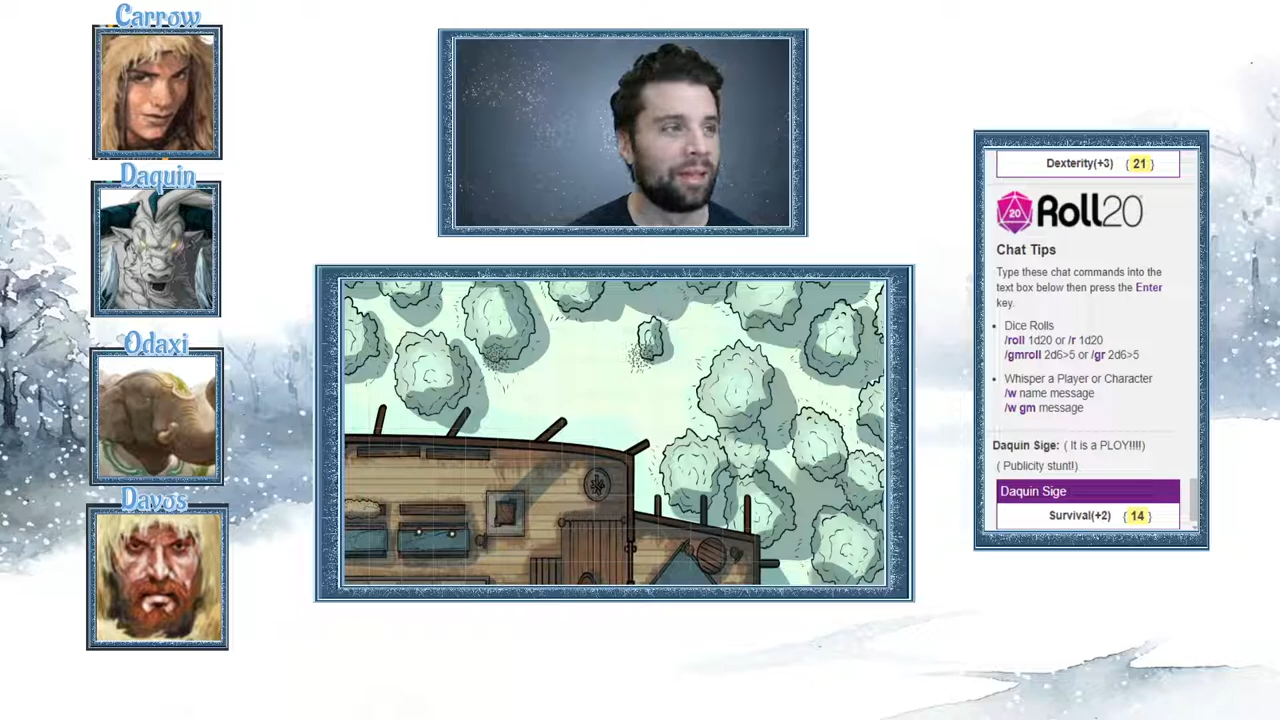 Carrow
Daquin
Odaxi
Davos
Dexterity(+3) { 21 }
20 Roll20
Chat Tips
Type these chat commands into the
text box below then press the Enter
key.
Dice Rolls
/roll 1d20 or /r 1d20
/gmroll 2d6>5 or /gr 2d6>5
Whisper a Player or Character
/w name message
/w gm message
Daquin Sige: ( It is a PLOY!!!!)
( Publicity stunt!)
Daquin Sige
Survival(+2) { 14 }